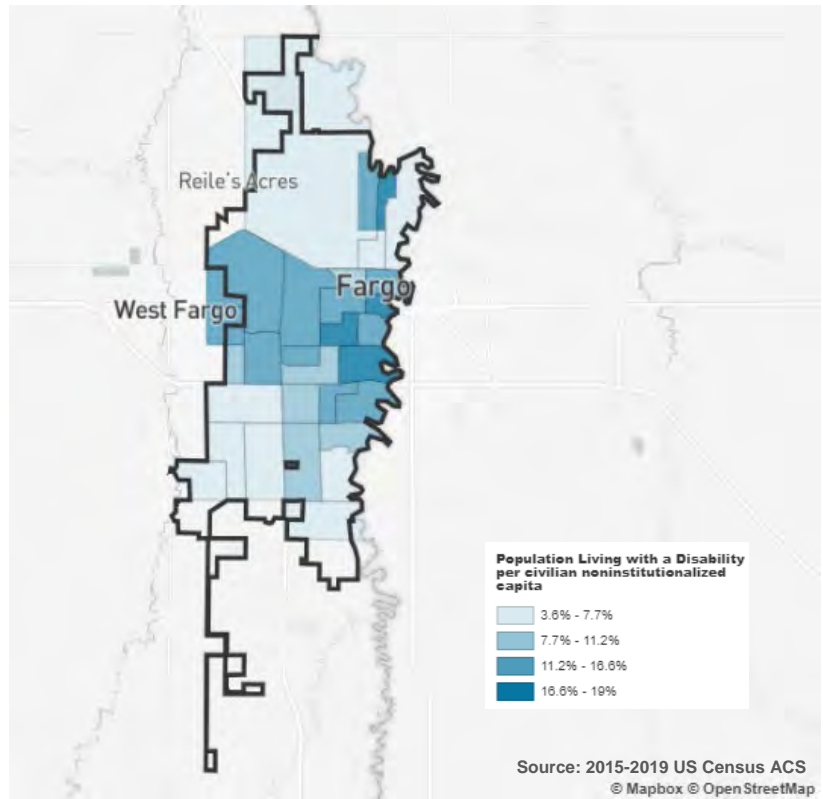 Reile's Acres
Fargo
West Fargo
Population Living with a Disability
per civilian noninstitutionalized
capita
3.6% - 7.7%
7.7% - 11.2%
11.2% - 16.6%
16.6% - 19%
Source: 2015-2019 US Census ACS
© Mapbox © OpenStreetMap